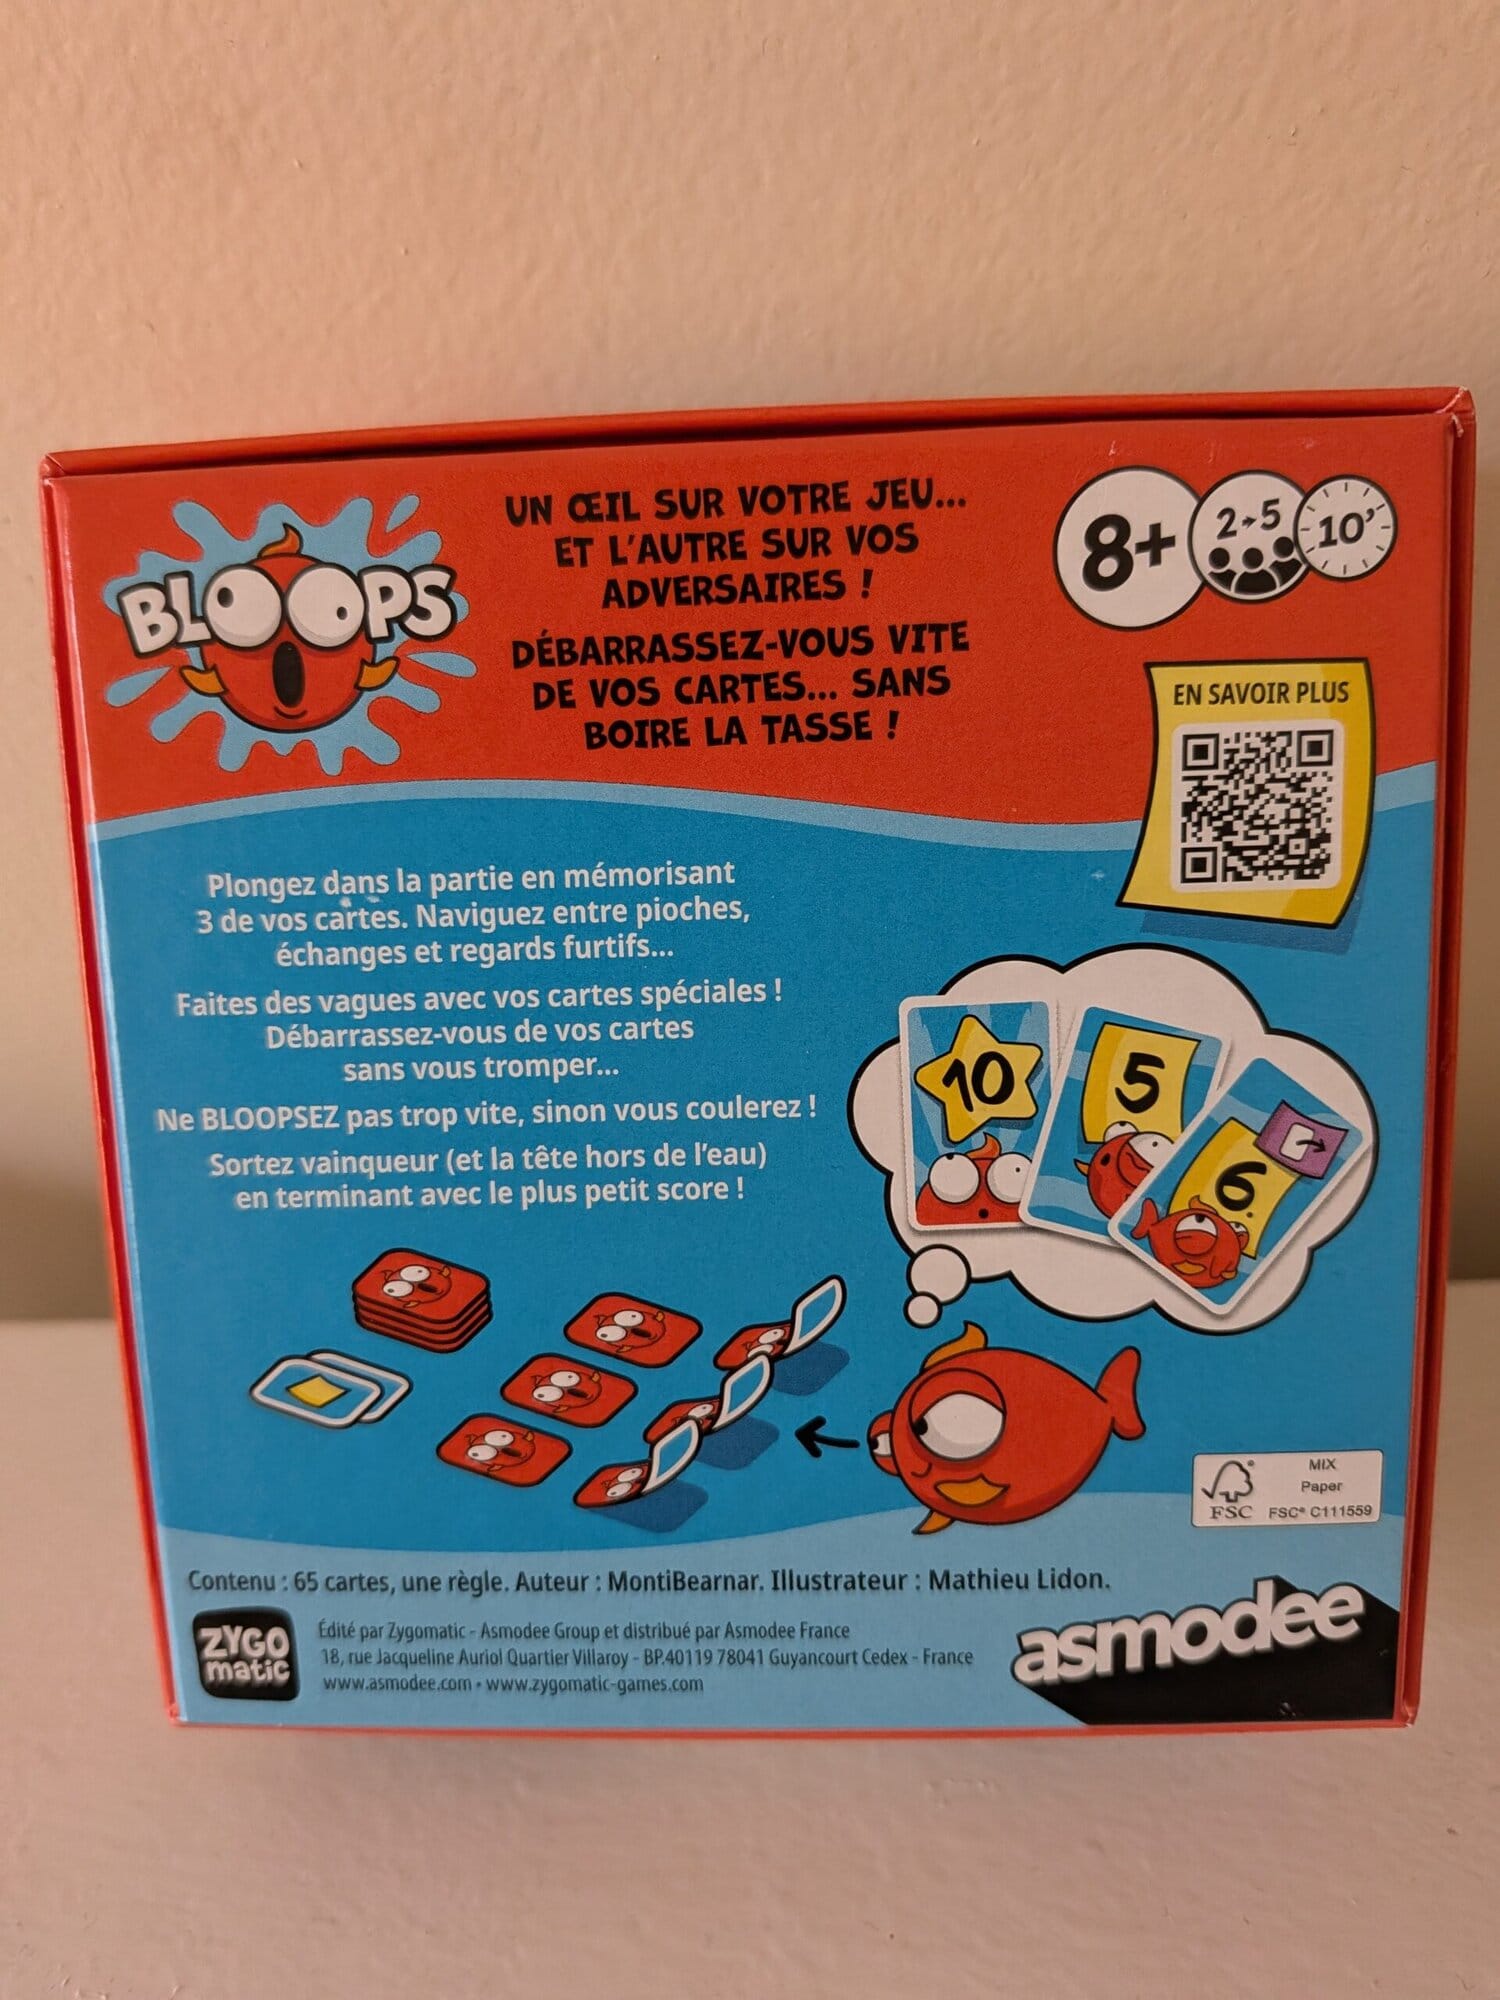 BLOOPS
UN ŒIL SUR VOTRE JEU...
ET L'AUTRE SUR VOS
ADVERSAIRES !
DÉBARRASSEZ-VOUS VITE
DE VOS CARTES... SANS
BOIRE LA TASSE !
8+
2→5
10'
EN SAVOIR PLUS
Plongez dans la partie en mémorisant
3 de vos cartes. Naviguez entre pioches,
échanges et regards furtifs...
Faites des vagues avec vos cartes spéciales !
Débarrassez-vous de vos cartes
sans vous tromper...
Ne BLOOPSEZ pas trop vite, sinon vous coulerez !
Sortez vainqueur (et la tête hors de l'eau)
en terminant avec le plus petit score !
10
5
6.
FSC
MIX
Paper
FSC® C111559
Contenu : 65 cartes, une règle. Auteur : MontiBearnar. Illustrateur : Mathieu Lidon.
ZYGO
matic
Édité par Zygomatic - Asmodee Group et distribué par Asmodee France
18, rue Jacqueline Auriol Quartier Villaroy - BP.40119 78041 Guyancourt Cedex - France
www.asmodee.com • www.zygomatic-games.com
asmodee